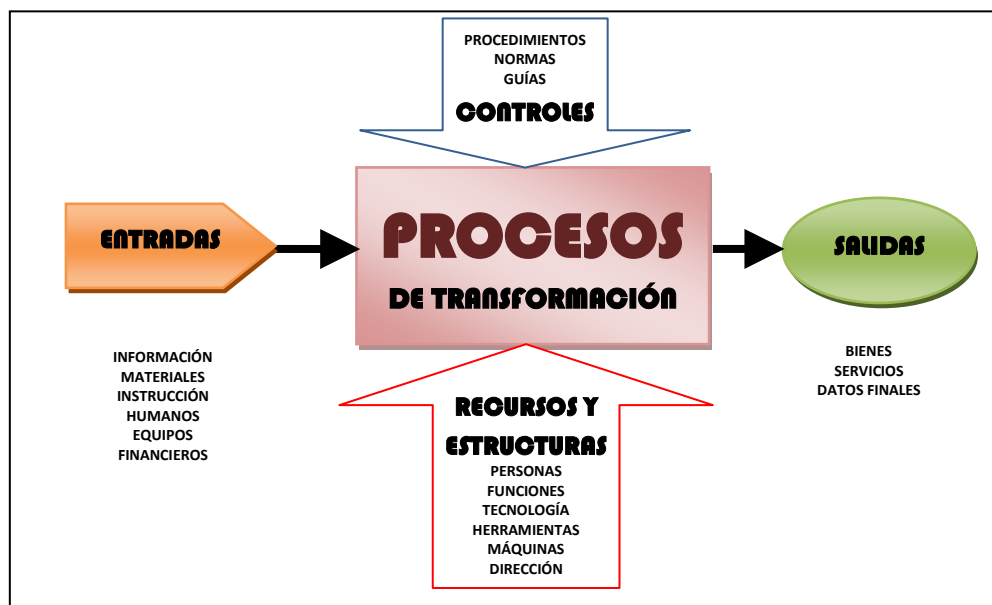 PROCEDIMIENTOS
NORMAS
GUÍAS
CONTROLES
ENTRADAS
PROCESOS
DE TRANSFORMACIÓN
SALIDAS
INFORMACIÓN
MATERIALES
INSTRUCCIÓN
HUMANOS
EQUIPOS
FINANCIEROS
RECURSOS Y
ESTRUCTURAS
PERSONAS
FUNCIONES
TECNOLOGÍA
HERRAMIENTAS
MÁQUINAS
DIRECCIÓN
BIENES
SERVICIOS
DATOS FINALES